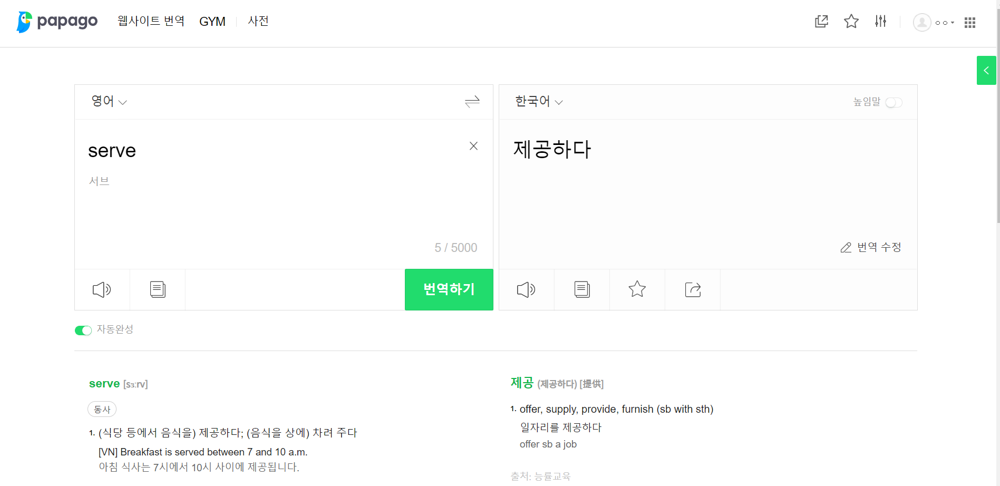 papago 웹사이트 번역 GYM 사전
영어
serve
서브
5 / 5000
번역하기
한국어 높임말
제공하다
번역 수정
자동완성
serve [sɜːrv]
동사
1. (식당 등에서 음식을) 제공하다; (음식을 상에) 차려 주다
[VN] Breakfast is served between 7 and 10 a.m.
아침 식사는 7시에서 10시 사이에 제공됩니다.
제공 (제공하다) [提供]
1. offer, supply, provide, furnish (sb with sth)
일자리를 제공하다
offer sb a job
출처: 능률교육